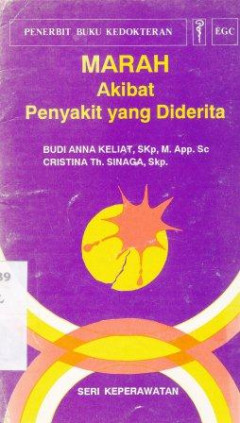 PENERBIT BUKU KEDOKTERAN
EGC
MARAH
Akibat
Penyakit yang Diderita
BUDI ANNA KELIAT, SKp, M. App. Sc
CRISTINA Th. SINAGA, Skp.
39
SERI KEPERAWATAN